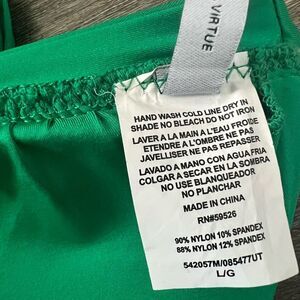 VIRTUE
HAND WASH COLD LINE DRY IN
SHADE NO BLEACH DO NOT IRON
LAVER A LA MAIN A L'EAU FROIDE
ETENDRE A L'OMBRE NE PAS
JAVELLISER NE PAS REPASSER
LAVADO A MANO CON AGUA FRIA
COLGAR A SECAR EN LA SOMBRA
NO USE BLANQUEADOR
NO PLANCHAR
MADE IN CHINA
RN#59526
90% NYLON 10% SPANDEX
88% NYLON 12% SPANDEX
542057M/085477UT
L/G